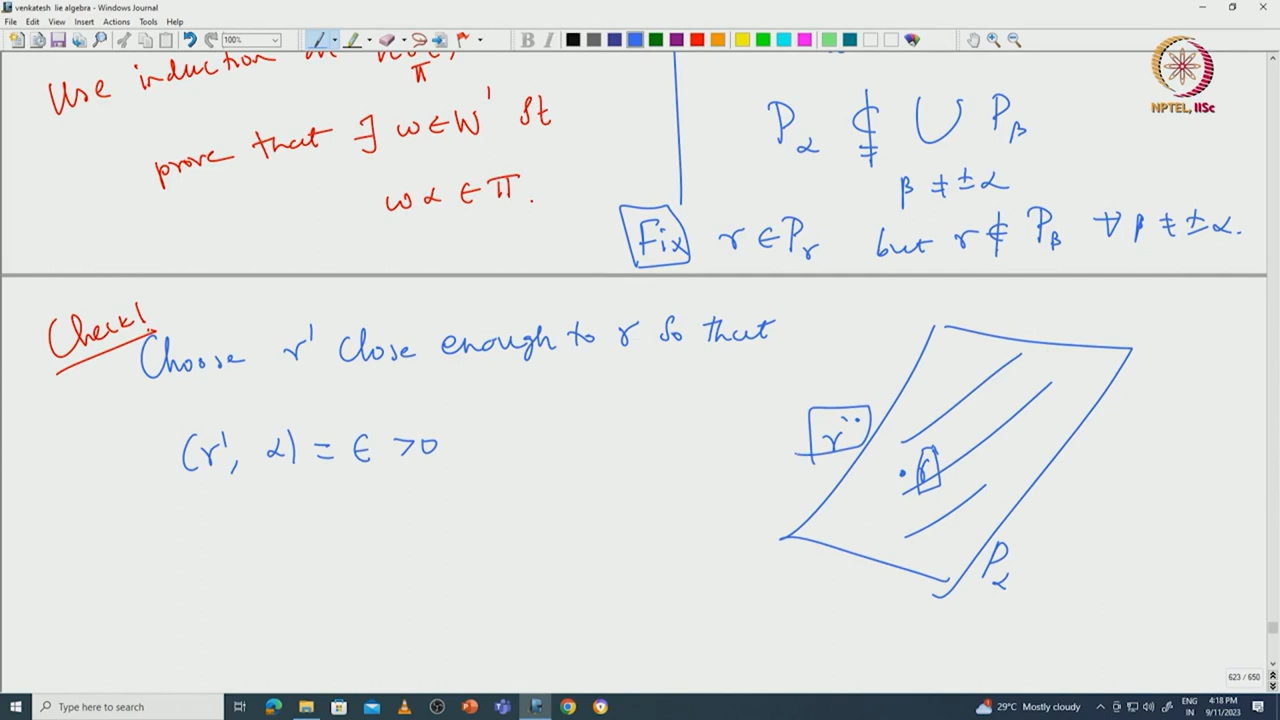 venkatesh lie algebra - Windows Journal
File Edit View Insert Actions Tools Help
100%
NPTEL, IISc
Use induction
π
prove that ∃ w ∈ W' st
w α ∈ π.
P_α ⊄ ∪ P_β
β ≠ ±α
Fix r ∈ P_r but r ∉ P_β ∀ β ≠ ±α.
Check!
Choose r' close enough to r so that
(r', α) = ε > 0
r'
r
P_α
623 / 650
Type here to search
29°C Mostly cloudy
ENG
IN
4:18 PM
9/11/2023